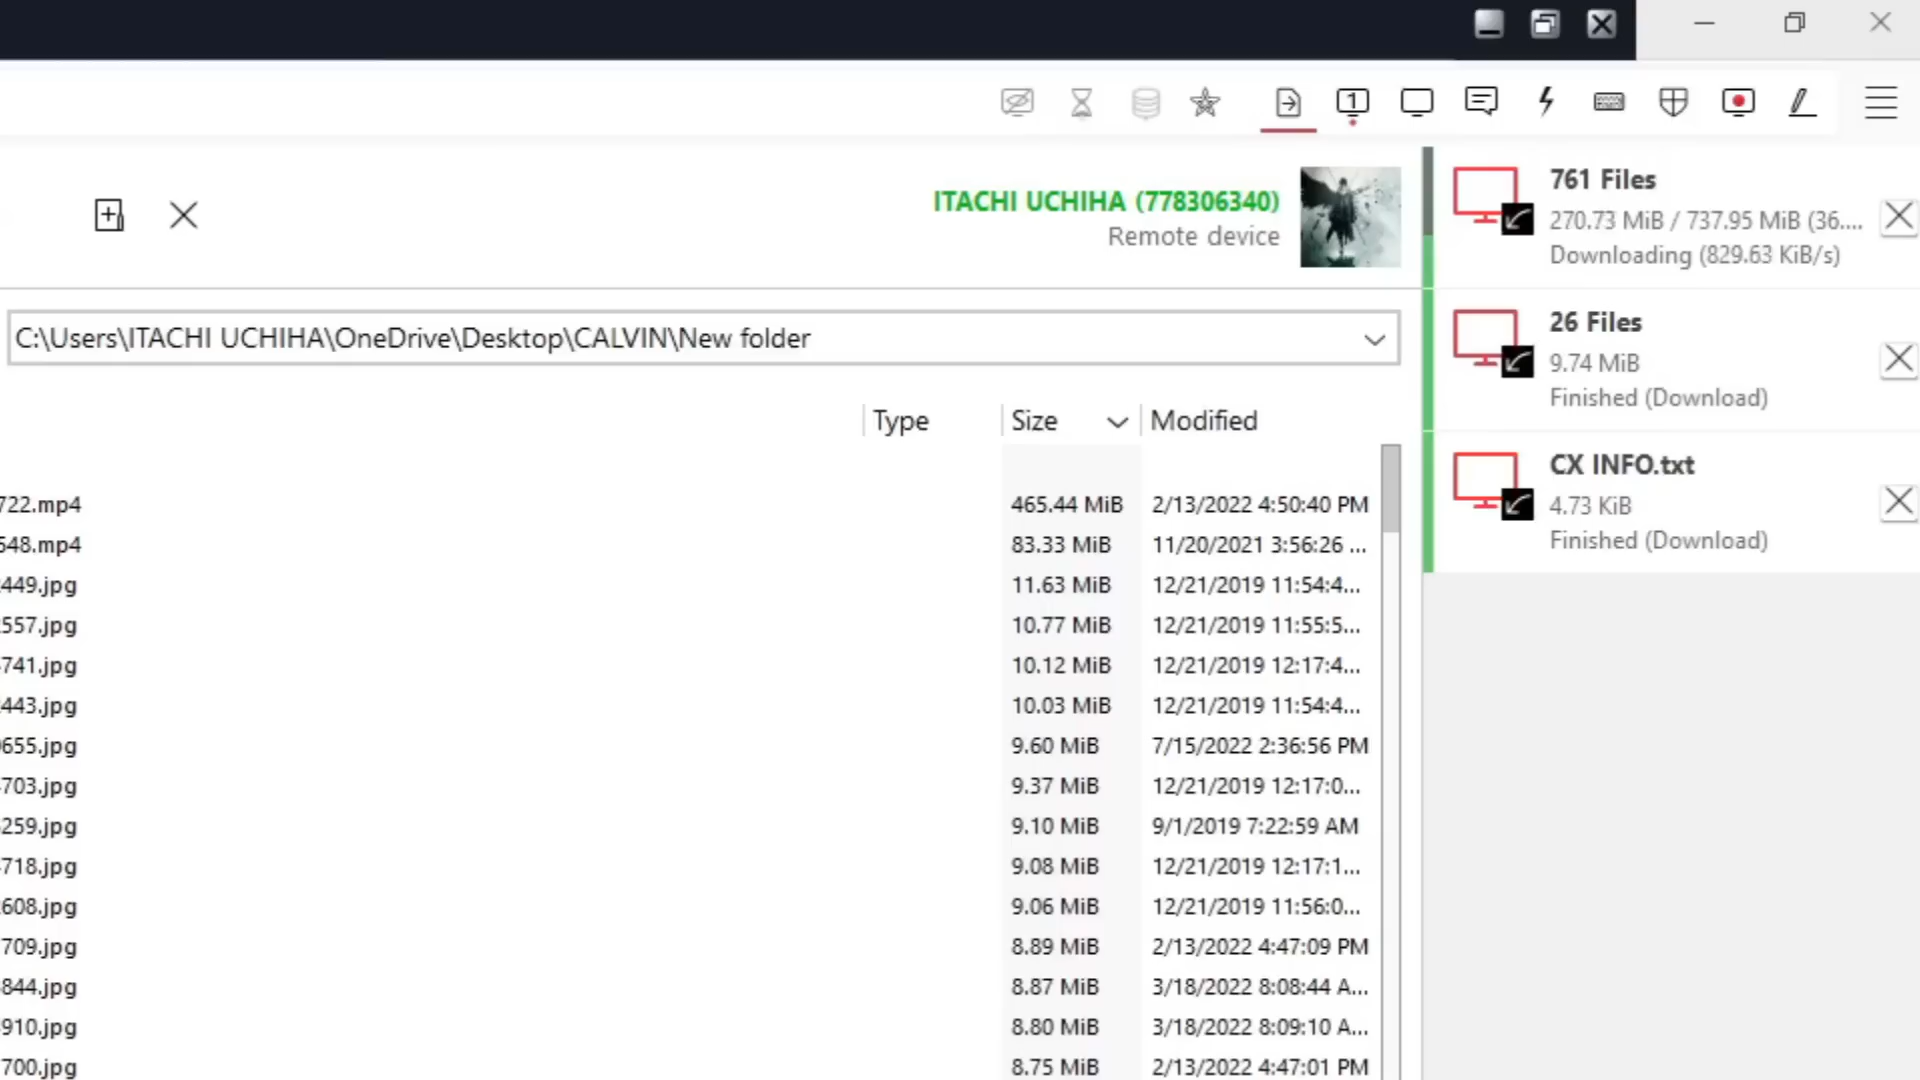 1
ITACHI UCHIHA (778306340)
Remote device
C:\Users\ITACHI UCHIHA\OneDrive\Desktop\CALVIN\New folder
Type Size Modified
722.mp4 465.44 MiB 2/13/2022 4:50:40 PM
548.mp4 83.33 MiB 11/20/2021 3:56:26 ...
449.jpg 11.63 MiB 12/21/2019 11:54:4...
557.jpg 10.77 MiB 12/21/2019 11:55:5...
741.jpg 10.12 MiB 12/21/2019 12:17:4...
443.jpg 10.03 MiB 12/21/2019 11:54:4...
655.jpg 9.60 MiB 7/15/2022 2:36:56 PM
703.jpg 9.37 MiB 12/21/2019 12:17:0...
259.jpg 9.10 MiB 9/1/2019 7:22:59 AM
718.jpg 9.08 MiB 12/21/2019 12:17:1...
608.jpg 9.06 MiB 12/21/2019 11:56:0...
709.jpg 8.89 MiB 2/13/2022 4:47:09 PM
844.jpg 8.87 MiB 3/18/2022 8:08:44 A...
910.jpg 8.80 MiB 3/18/2022 8:09:10 A...
700.jpg 8.75 MiB 2/13/2022 4:47:01 PM
761 Files
270.73 MiB / 737.95 MiB (36....
Downloading (829.63 KiB/s)
26 Files
9.74 MiB
Finished (Download)
CX INFO.txt
4.73 KiB
Finished (Download)